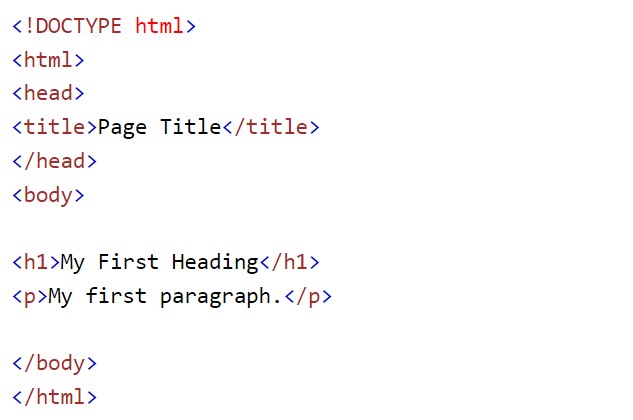 <!DOCTYPE html>
<html>
<head>
<title>Page Title</title>
</head>
<body>
<h1>My First Heading</h1>
<p>My first paragraph.</p>
</body>
</html>